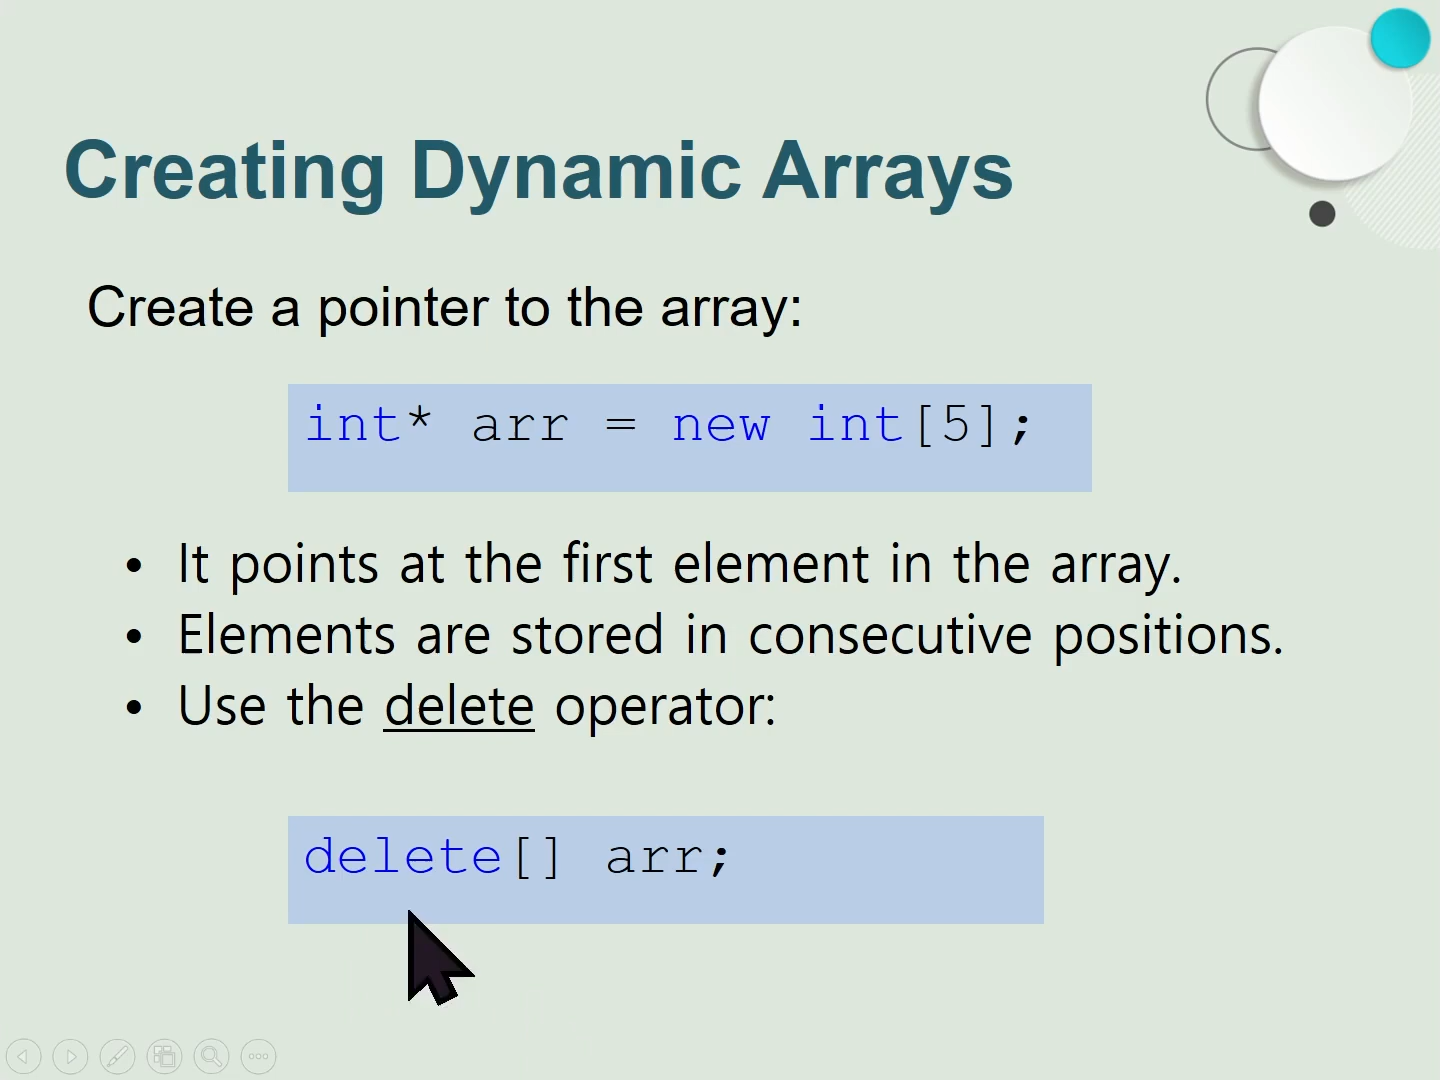 Creating Dynamic Arrays
Create a pointer to the array:
int* arr = new int[5];
• It points at the first element in the array.
• Elements are stored in consecutive positions.
• Use the delete operator:
delete[] arr;